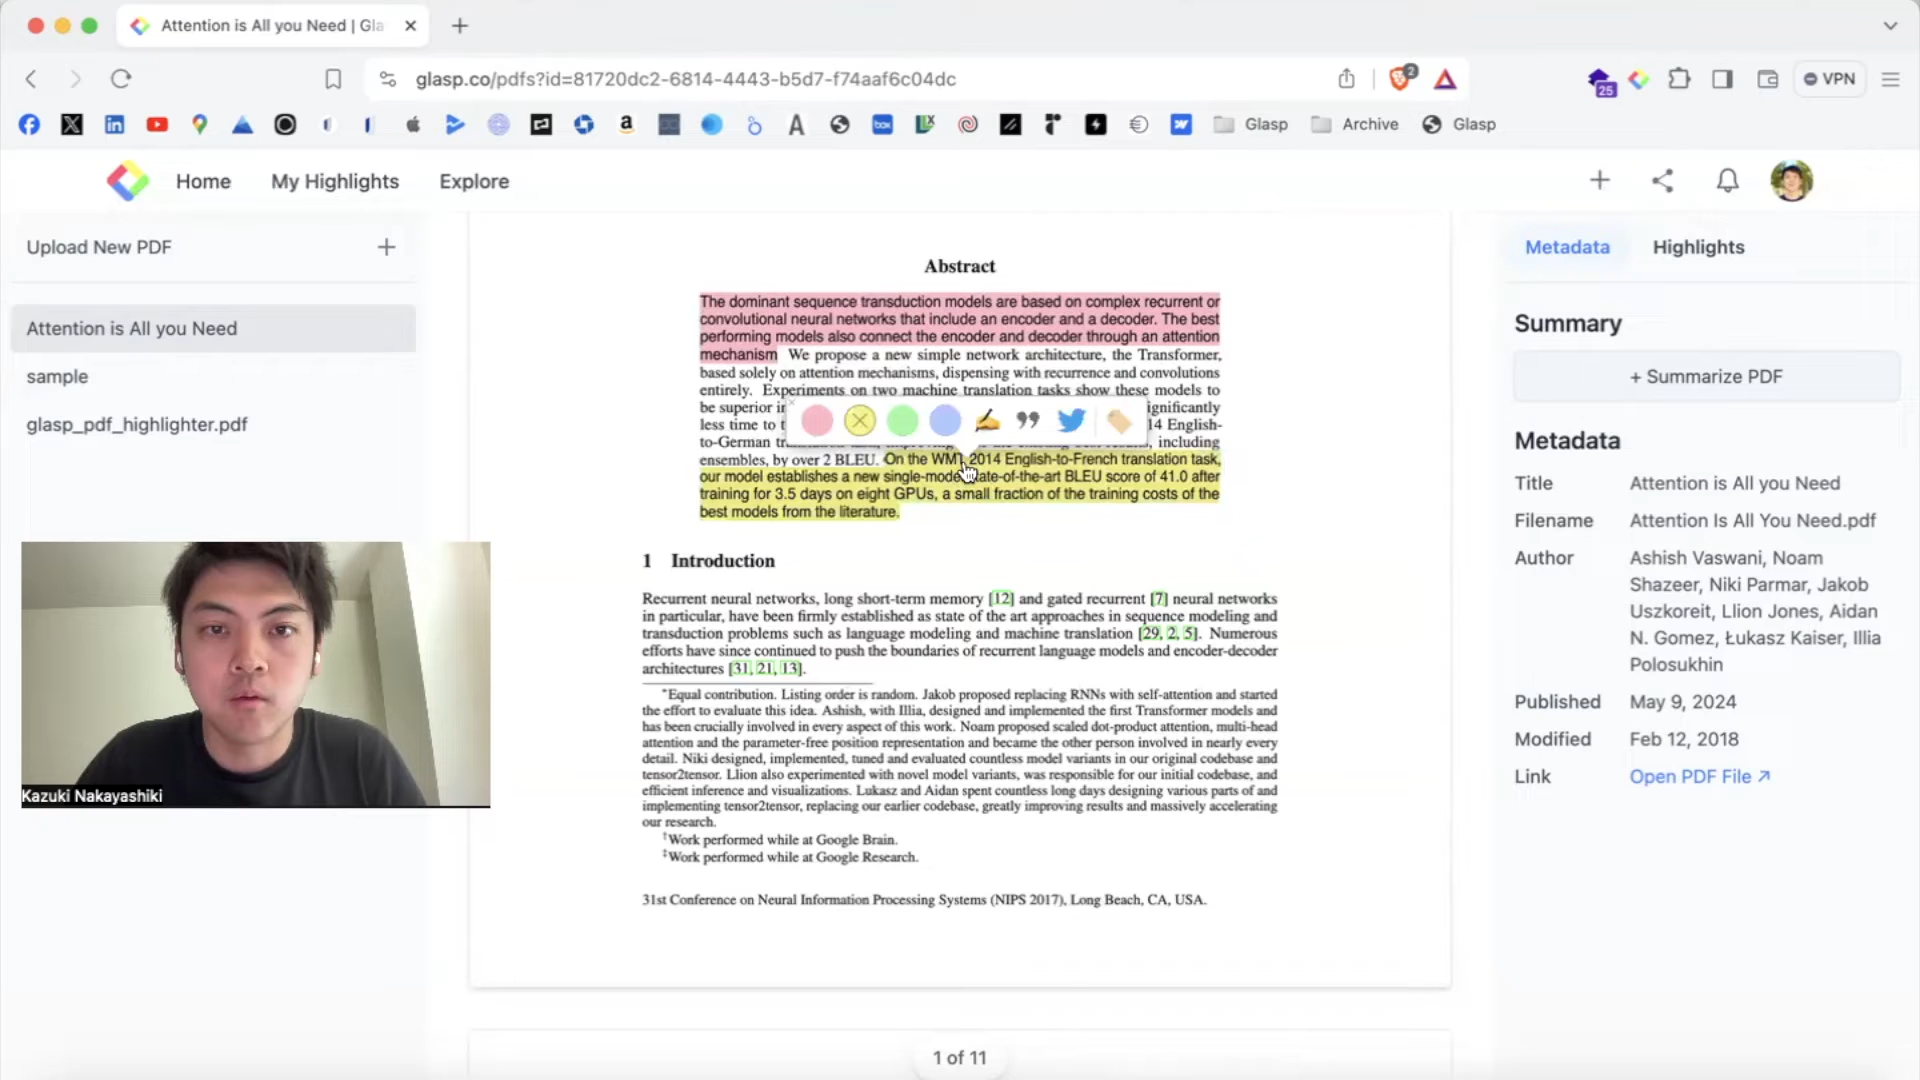 Attention is All you Need | Gla
glasp.co/pdfs?id=81720dc2-6814-4443-b5d7-f74aaf6c04dc
2
25
VPN
box
Glasp
Archive
Glasp
Home
My Highlights
Explore
Upload New PDF
Attention is All you Need
sample
glasp_pdf_highlighter.pdf
Kazuki Nakayashiki
Abstract
The dominant sequence transduction models are based on complex recurrent or
convolutional neural networks that include an encoder and a decoder. The best
performing models also connect the encoder and decoder through an attention
mechanism We propose a new simple network architecture, the Transformer,
based solely on attention mechanisms, dispensing with recurrence and convolutions
entirely. Experiments on two machine translation tasks show these models to
be superior ignificantly
less time to 14 English-
to-German including
ensembles, by over 2 BLEU. On the WMT 2014 English-to-French translation task,
our model establishes a new single-model state-of-the-art BLEU score of 41.0 after
training for 3.5 days on eight GPUs, a small fraction of the training costs of the
best models from the literature.
1 Introduction
Recurrent neural networks, long short-term memory [12] and gated recurrent [7] neural networks
in particular, have been firmly established as state of the art approaches in sequence modeling and
transduction problems such as language modeling and machine translation [29, 2, 5]. Numerous
efforts have since continued to push the boundaries of recurrent language models and encoder-decoder
architectures [31, 21, 13].
*Equal contribution. Listing order is random. Jakob proposed replacing RNNs with self-attention and started
the effort to evaluate this idea. Ashish, with Illia, designed and implemented the first Transformer models and
has been crucially involved in every aspect of this work. Noam proposed scaled dot-product attention, multi-head
attention and the parameter-free position representation and became the other person involved in nearly every
detail. Niki designed, implemented, tuned and evaluated countless model variants in our original codebase and
tensor2tensor. Llion also experimented with novel model variants, was responsible for our initial codebase, and
efficient inference and visualizations. Lukasz and Aidan spent countless long days designing various parts of and
implementing tensor2tensor, replacing our earlier codebase, greatly improving results and massively accelerating
our research.
†Work performed while at Google Brain.
‡Work performed while at Google Research.
31st Conference on Neural Information Processing Systems (NIPS 2017), Long Beach, CA, USA.
1 of 11
Metadata
Highlights
Summary
+ Summarize PDF
Metadata
Title Attention is All you Need
Filename Attention Is All You Need.pdf
Author Ashish Vaswani, Noam
Shazeer, Niki Parmar, Jakob
Uszkoreit, Llion Jones, Aidan
N. Gomez, Łukasz Kaiser, Illia
Polosukhin
Published May 9, 2024
Modified Feb 12, 2018
Link Open PDF File ↗